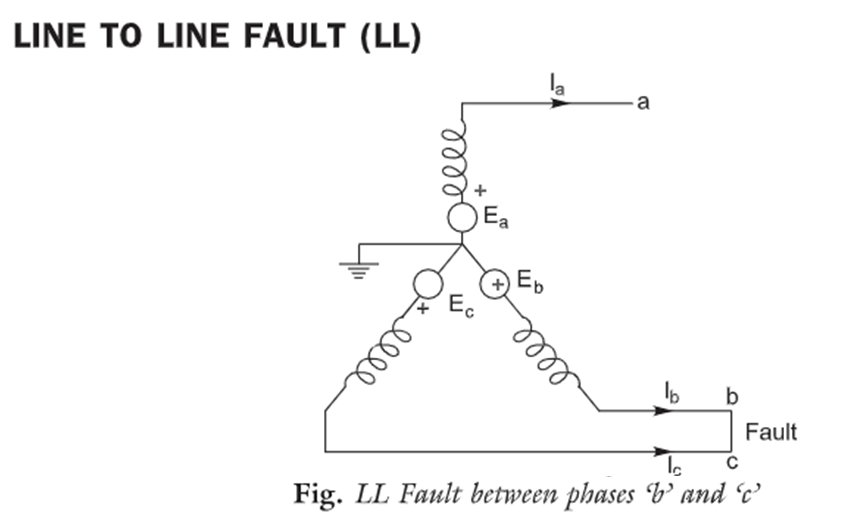 LINE TO LINE FAULT (LL)
Ia
a
+
Ea
+
Eb
+
Ec
Ib
b
Fault
Ic
c
Fig. LL Fault between phases ‘b’ and ‘c’